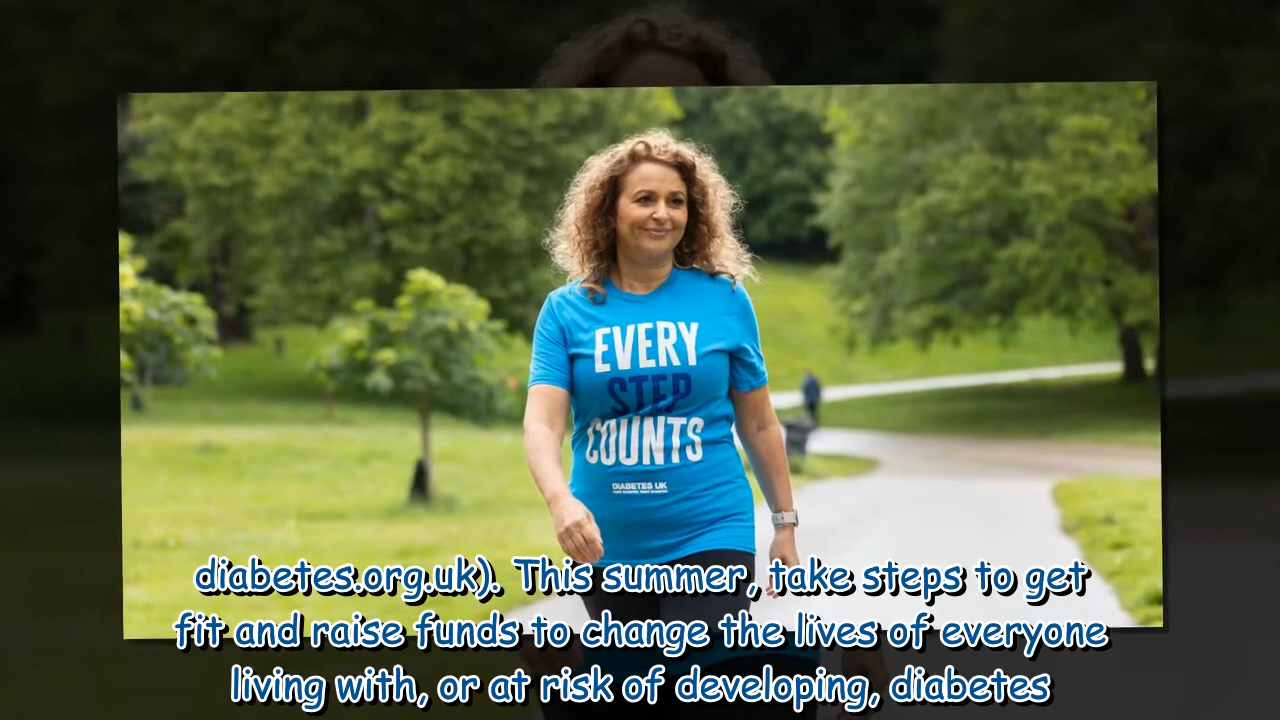 EVERY
STEP
COUNTS
DIABETES UK
diabetes.org.uk). This summer, take steps to get
fit and raise funds to change the lives of everyone
living with, or at risk of developing, diabetes